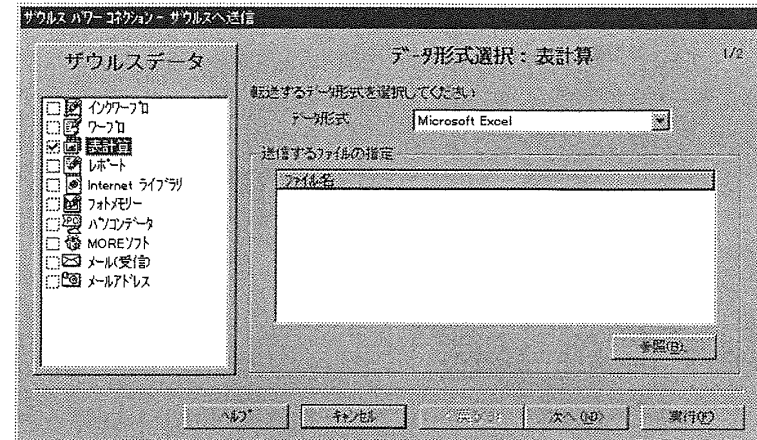 ザウルス パワー コネクション - ザウルスへ送信
ザウルスデータ
インクワープロ
ワープロ
表計算
レポート
Internet ライブラリ
フォトメモリー
パソコンデータ
MOREソフト
メール(受信)
メールアドレス
データ形式選択：表計算
1/2
転送するデータ形式を選択してください
データ形式
Microsoft Excel
送信するファイルの指定
ファイル名
参照(B)...
ヘルプ
キャンセル
次へ(N)>
実行(F)